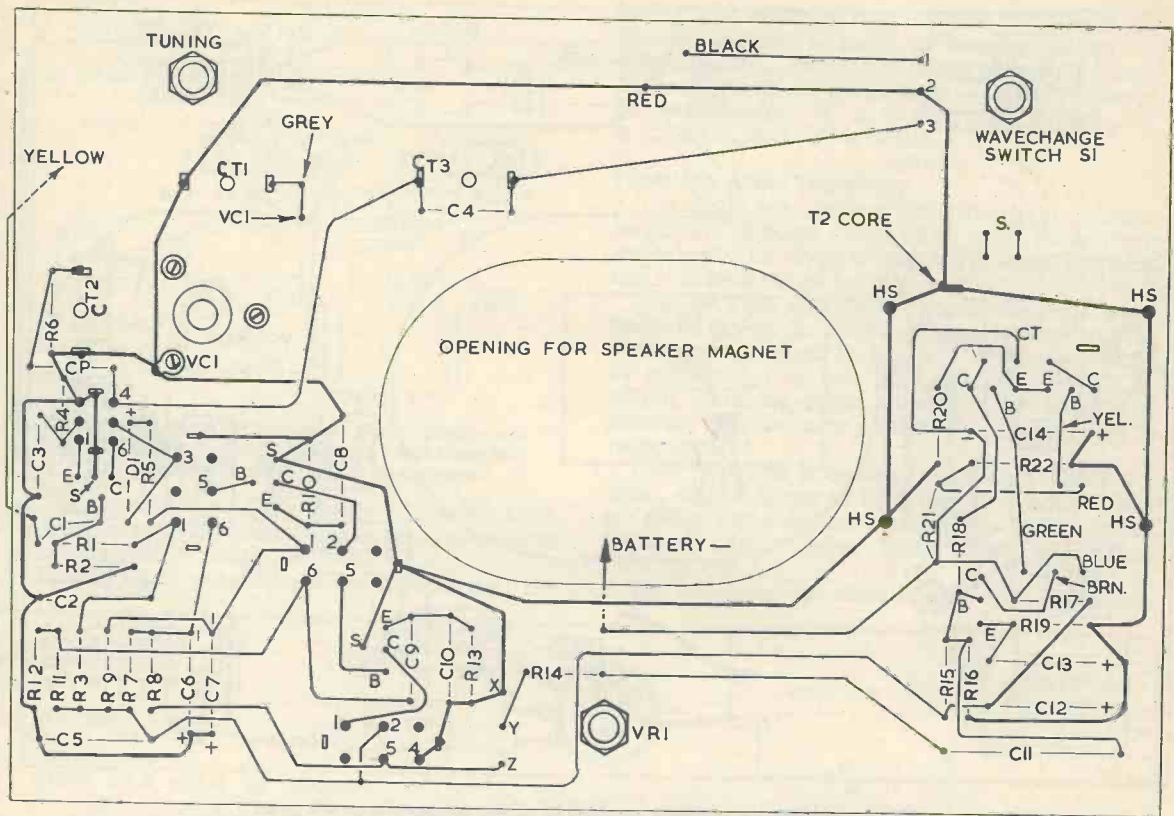 TUNING
BLACK
1
2
RED
3
GREY
YELLOW
WAVECHANGE
SWITCH S1
CT1
CT3
VC1
C4
T2 CORE
S.
CT2
HS
HS
R6
VC1
OPENING FOR SPEAKER MAGNET
CT
CP
4
C
E
E
C
R20
B
B
R4
+
C3
1
6
D1
R5
3
S
C8
- C14 +
YEL.
E
S
C
5
B
C
R10
R22
B
E
RED
C1
1
6
1
2
HS
HS
R21
R18
GREEN
R1
R2
BATTERY—
BLUE
BRN.
6
5
C
R17
C2
B
E
R19
S
C
E
C13 +
R12
R11
R3
R9
R7
R8
C6
C7
B
C9
C10
R13
X
R14
R15
R16
C12 +
Y
C5
+
+
1
2
VR1
5
4
Z
C11